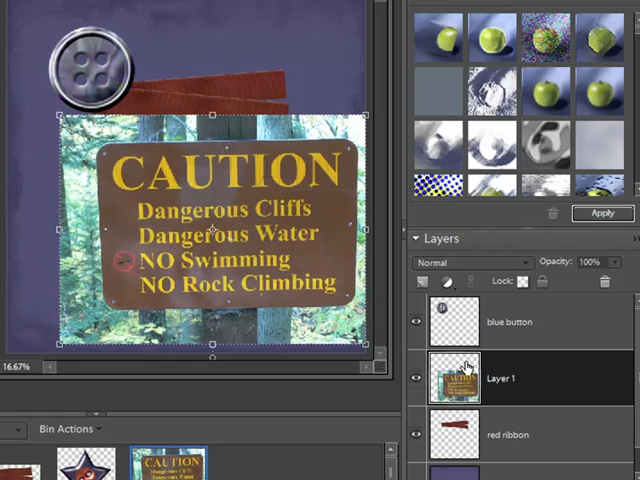 CAUTION
Dangerous Cliffs
Dangerous Water
NO Swimming
NO Rock Climbing
16.67%
Bin Actions
Apply
Layers
Normal
Opacity: 100%
Lock:
blue button
Layer 1
red ribbon